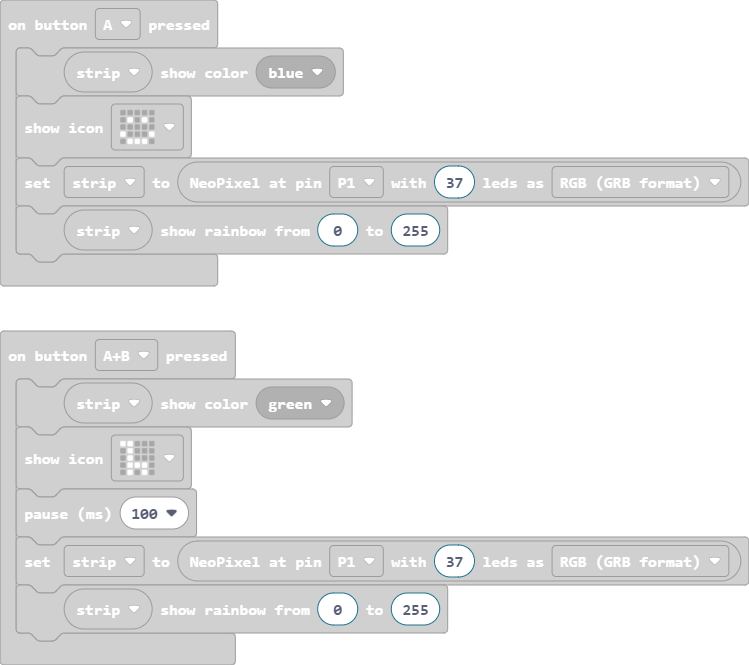 on button A pressed
strip show color blue
show icon
set strip to NeoPixel at pin P1 with 37 leds as RGB (GRB format)
strip show rainbow from 0 to 255
on button A+B pressed
strip show color green
show icon
pause (ms) 100
set strip to NeoPixel at pin P1 with 37 leds as RGB (GRB format)
strip show rainbow from 0 to 255